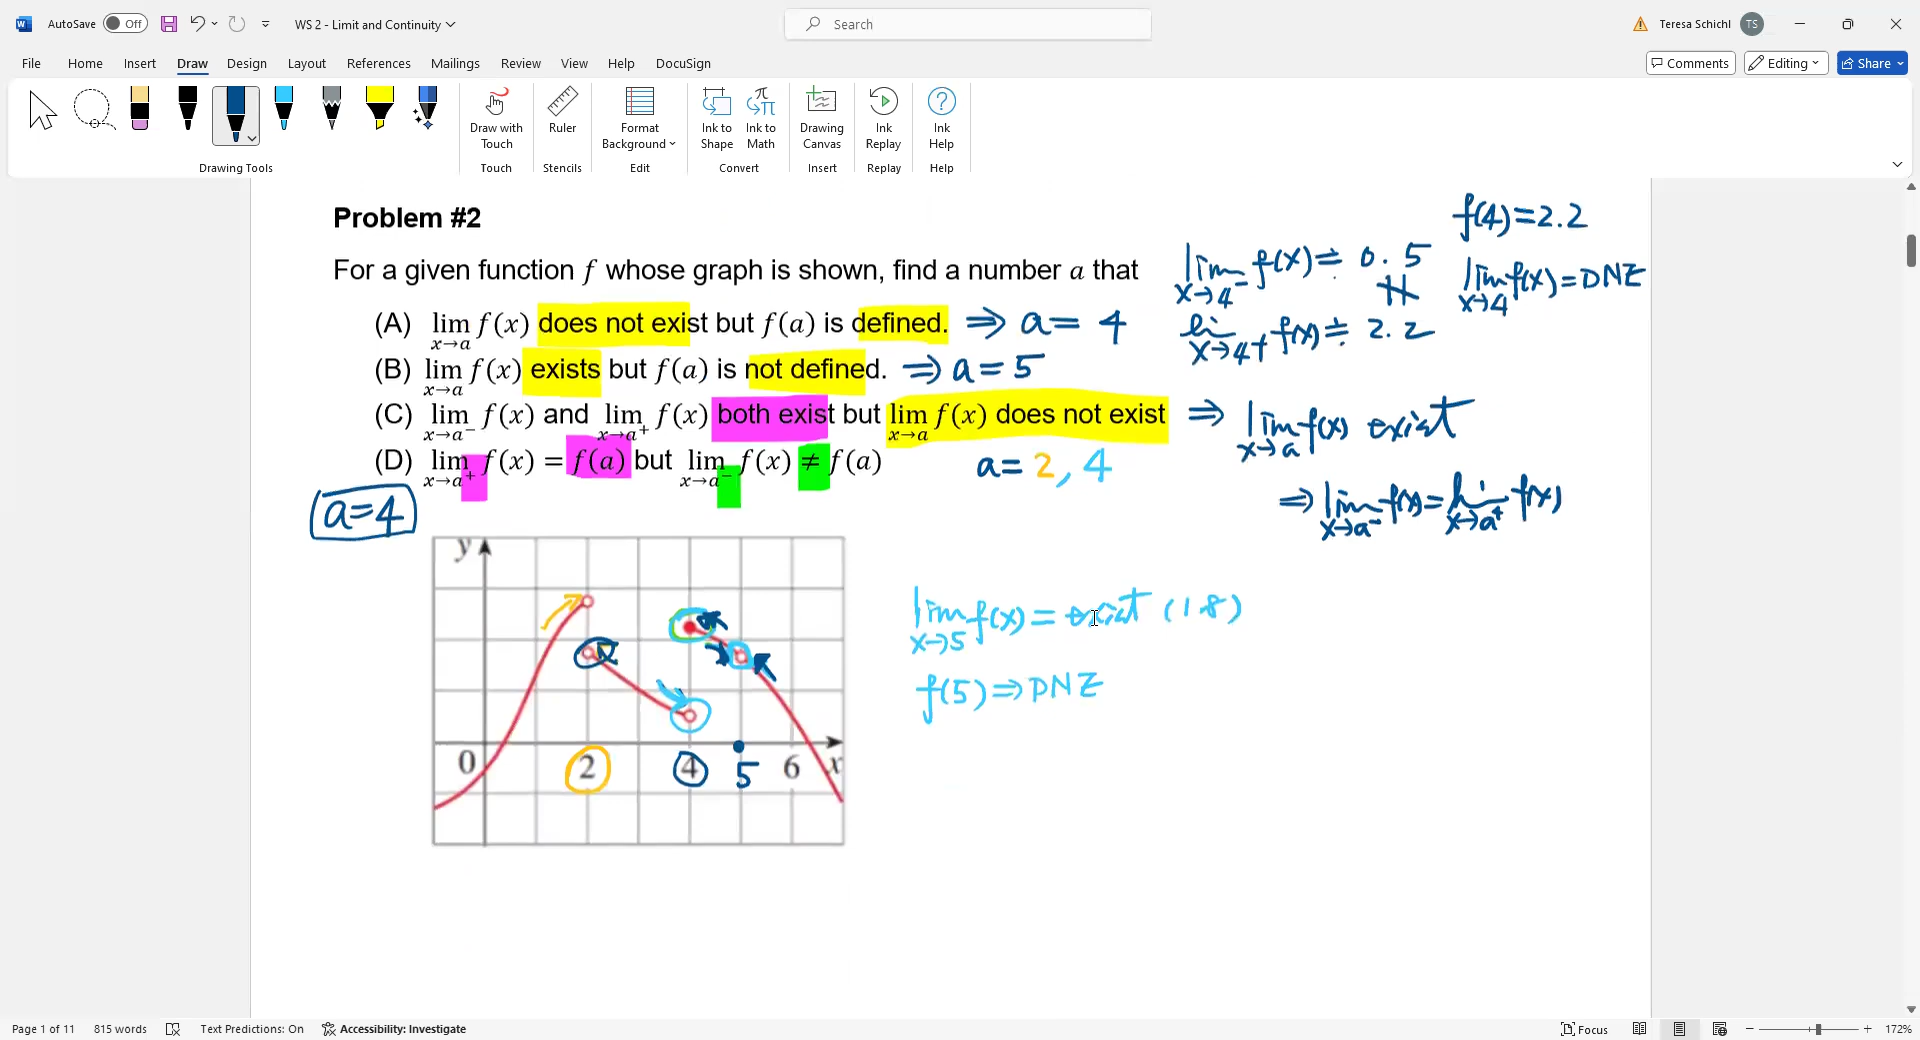 AutoSave Off WS 2 - Limit and Continuity Search Teresa Schichl TS
File Home Insert Draw Design Layout References Mailings Review View Help DocuSign Comments Editing Share
Draw with Touch
Ruler
Format Background
Ink to Shape
Ink to Math
Drawing Canvas
Ink Replay
Ink Help
Drawing Tools Touch Stencils Edit Convert Insert Replay Help
Problem #2
For a given function f whose graph is shown, find a number a that
(A) lim x→a f(x) does not exist but f(a) is defined. ⇒ a = 4
(B) lim x→a f(x) exists but f(a) is not defined. ⇒ a = 5
(C) lim x→a⁻ f(x) and lim x→a⁺ f(x) both exist but lim x→a f(x) does not exist ⇒ lim x→a f(x) exist
(D) lim x→a⁺ f(x) = f(a) but lim x→a⁻ f(x) ≠ f(a) a = 2, 4
⇒ lim x→a⁻ f(x) = lim x→a⁺ f(x)
a=4
f(4)=2.2
lim x→4⁻ f(x) ≐ 0.5
lim x→4 f(x) = DNE
lim x→4+ f(x) ≐ 2.2
y
0 2 4 5 6 x
lim x→5 f(x) = exist (1.8)
f(5) ⇒ DNE
Page 1 of 11 815 words Text Predictions: On Accessibility: Investigate Focus 172%